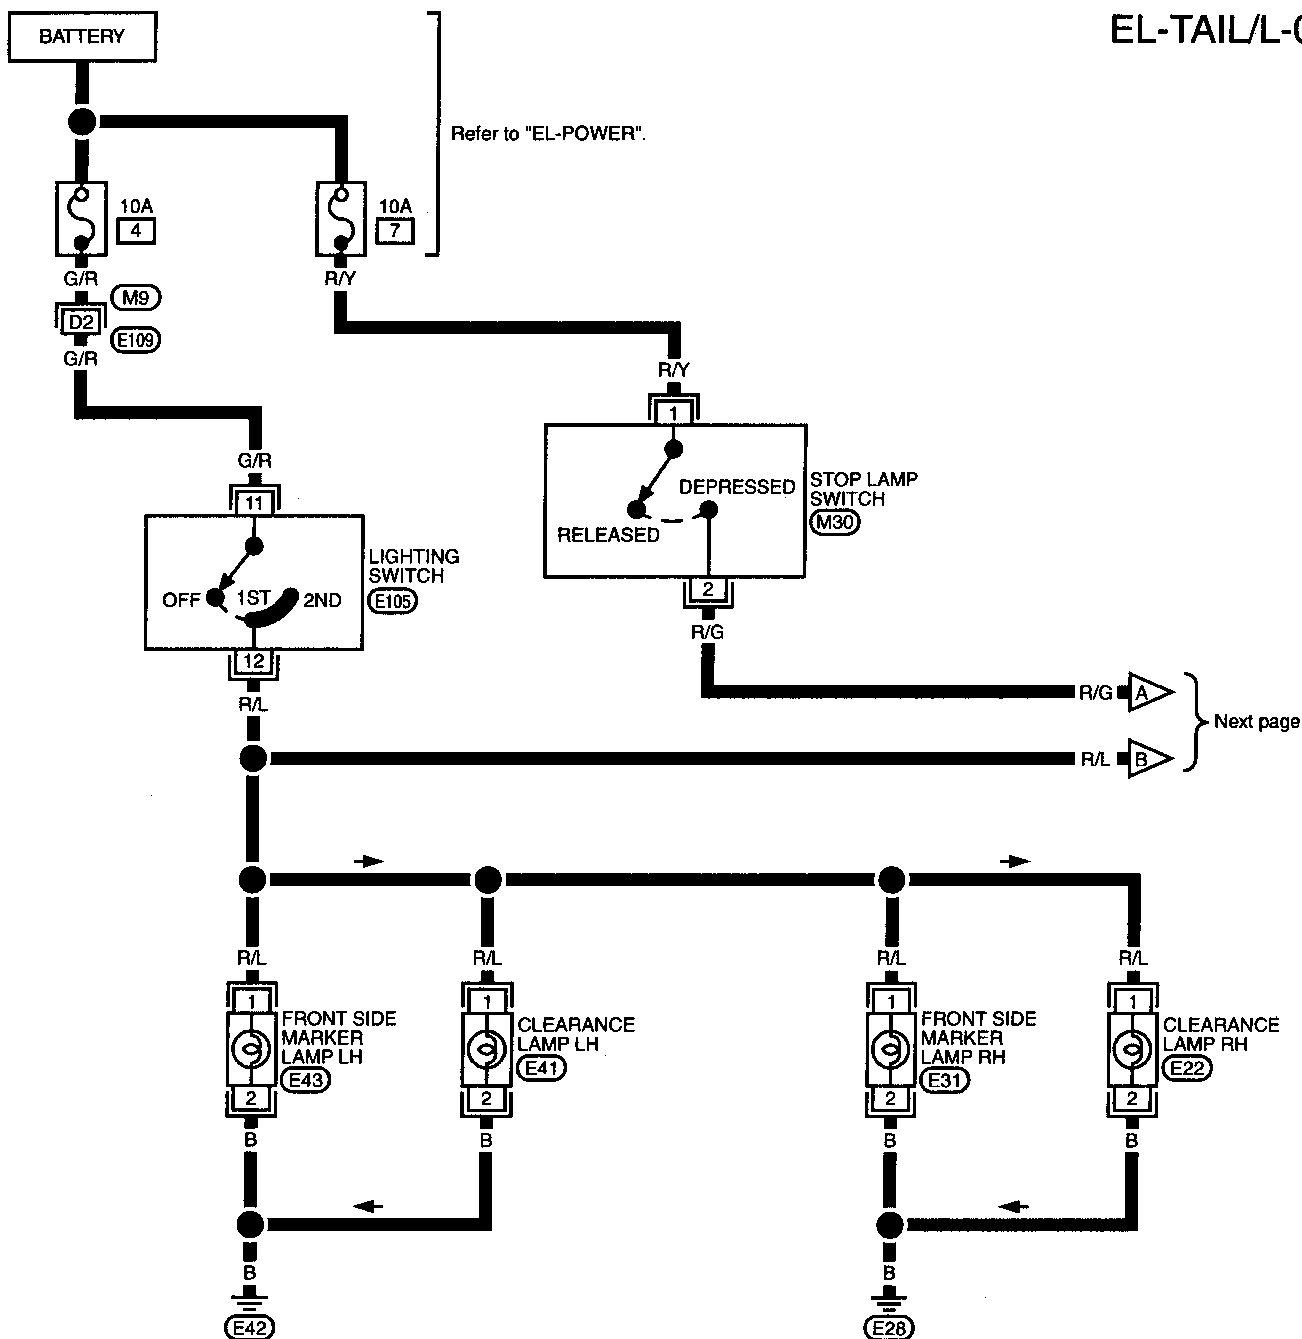 EL-TAIL/L-
BATTERY
Refer to "EL-POWER".
10A
4
10A
7
G/R
R/Y
M9
D2
E109
G/R
R/Y
1
G/R
11
DEPRESSED
RELEASED
STOP LAMP
SWITCH
M30
LIGHTING
SWITCH
E105
OFF
1ST
2ND
2
R/G
12
R/L
R/G
A
Next page
R/L
B
R/L
R/L
R/L
R/L
1
1
1
1
FRONT SIDE
MARKER
LAMP LH
E43
CLEARANCE
LAMP LH
E41
FRONT SIDE
MARKER
LAMP RH
E31
CLEARANCE
LAMP RH
E22
2
2
2
2
B
B
B
B
B
B
E42
E28